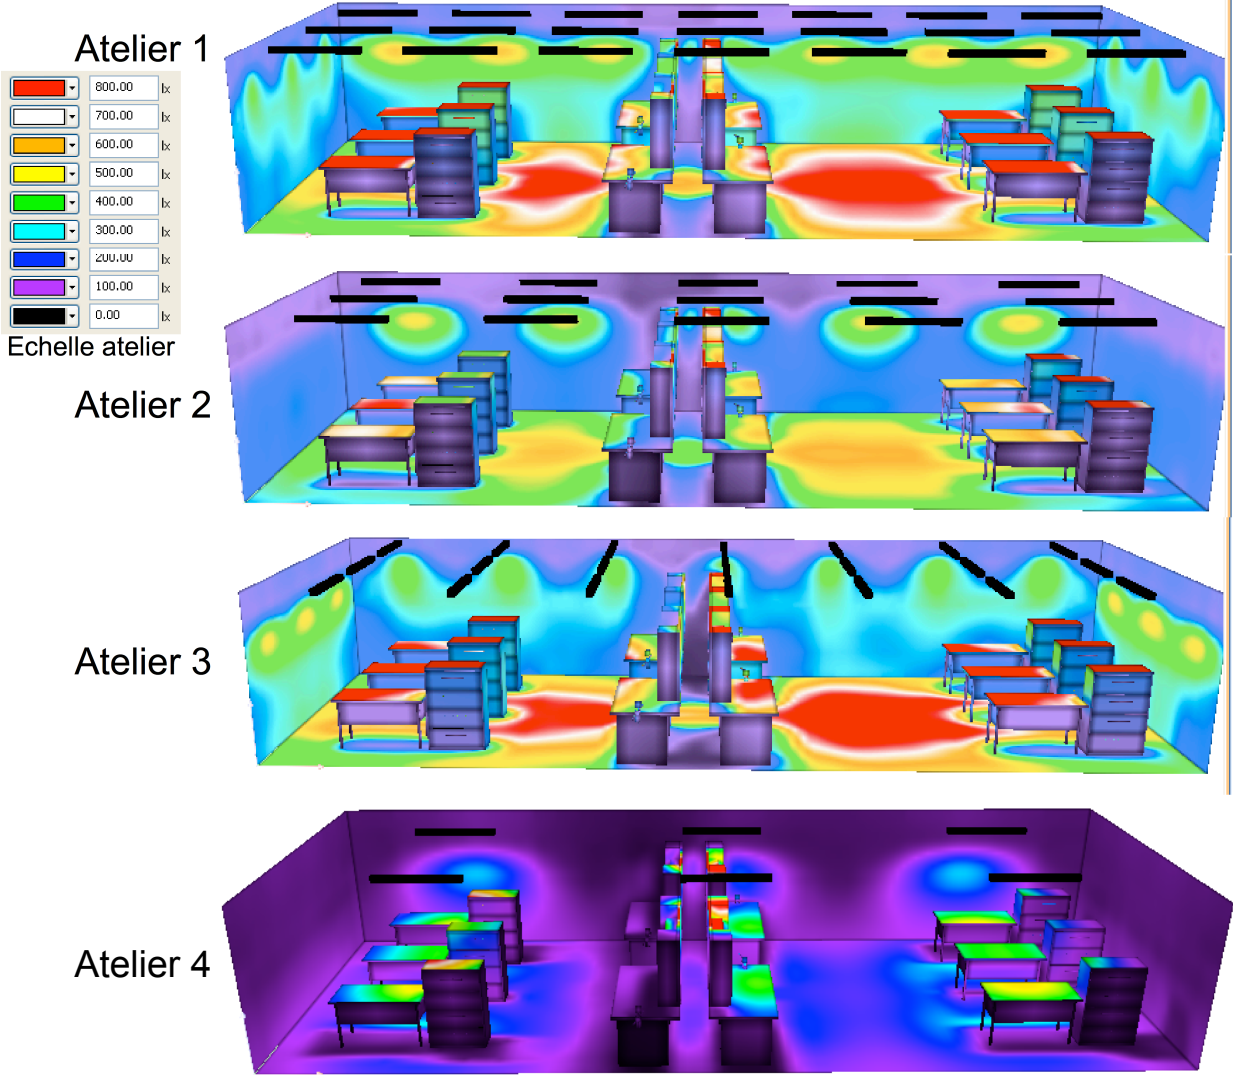 Atelier 1
800.00 lx
700.00 lx
600.00 lx
500.00 lx
400.00 lx
300.00 lx
200.00 lx
100.00 lx
0.00 lx
Echelle atelier
Atelier 2
Atelier 3
Atelier 4